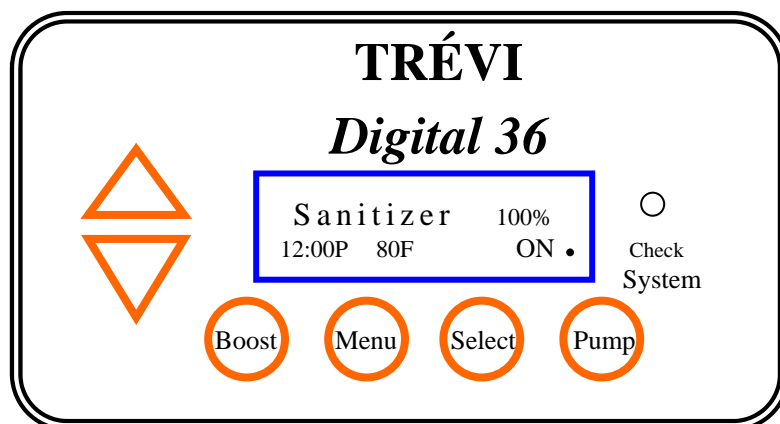 TRÉVI
Digital 36
Sanitizer 100%
12:00P 80F ON •
Check
System
Boost Menu Select Pump